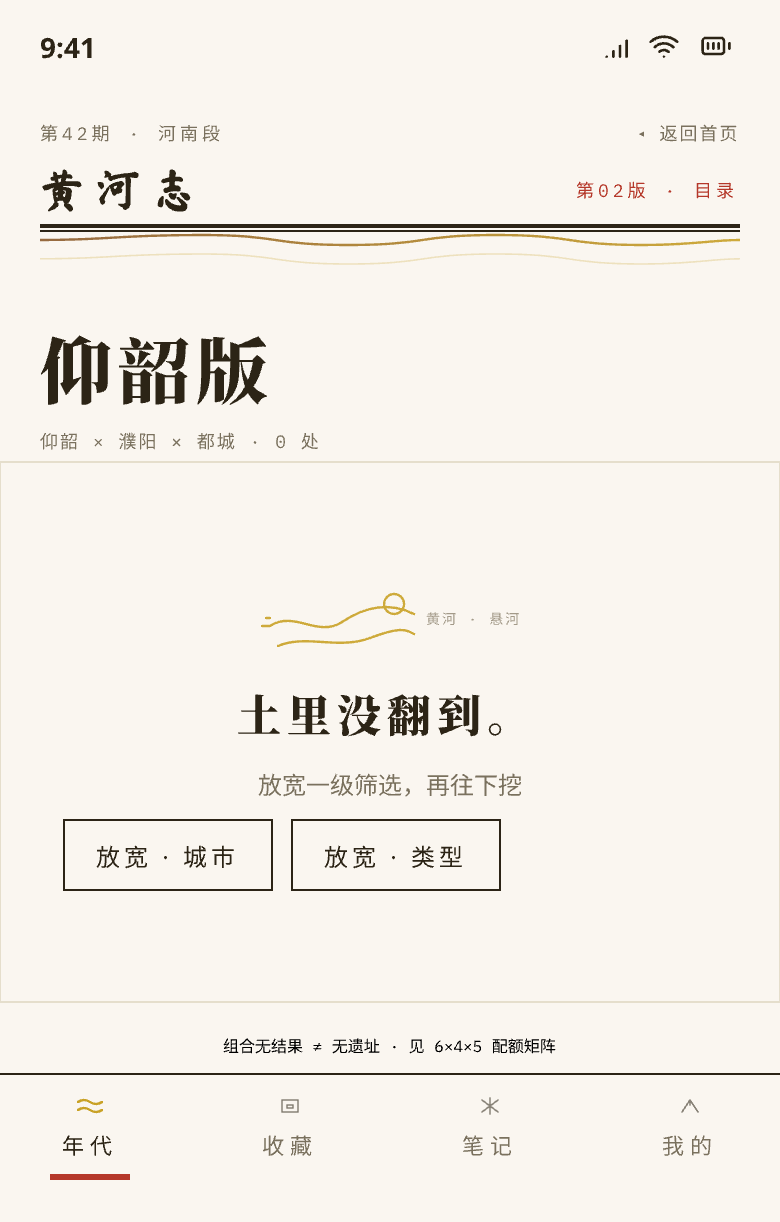 9:41
第42期 · 河南段
◂ 返回首页
黄河志
第02版 · 目录
仰韶版
仰韶 × 濮阳 × 都城 · 0 处
黄河 · 悬河
土里没翻到。
放宽一级筛选，再往下挖
放宽 · 城市
放宽 · 类型
组合无结果 ≠ 无遗址 · 见 6×4×5 配额矩阵
年代
收藏
笔记
我的